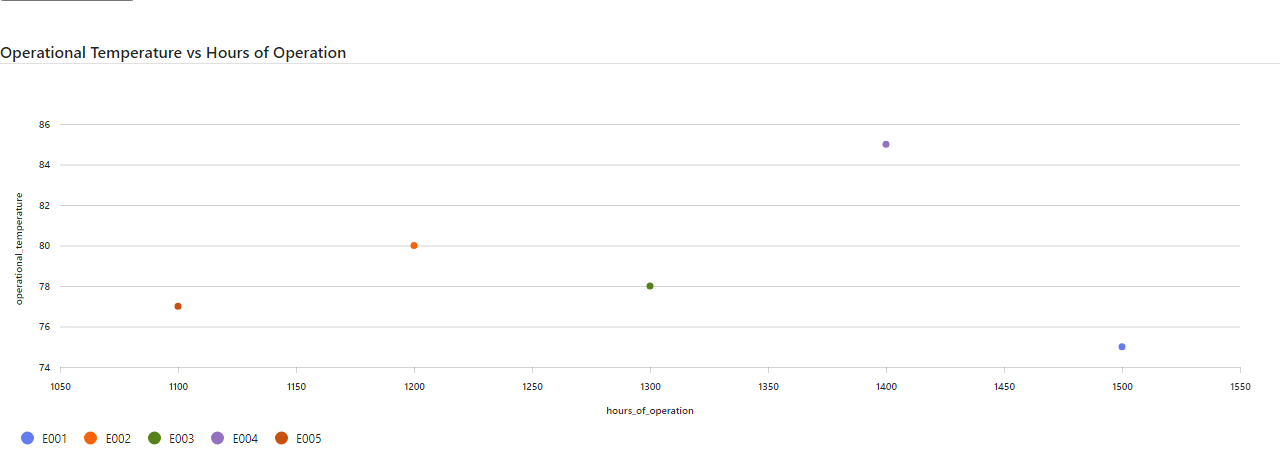 Operational Temperature vs Hours of Operation
86
84
82
80
78
76
74
operational_temperature
1050 1100 1150 1200 1250 1300 1350 1400 1450 1500 1550
hours_of_operation
E001 E002 E003 E004 E005